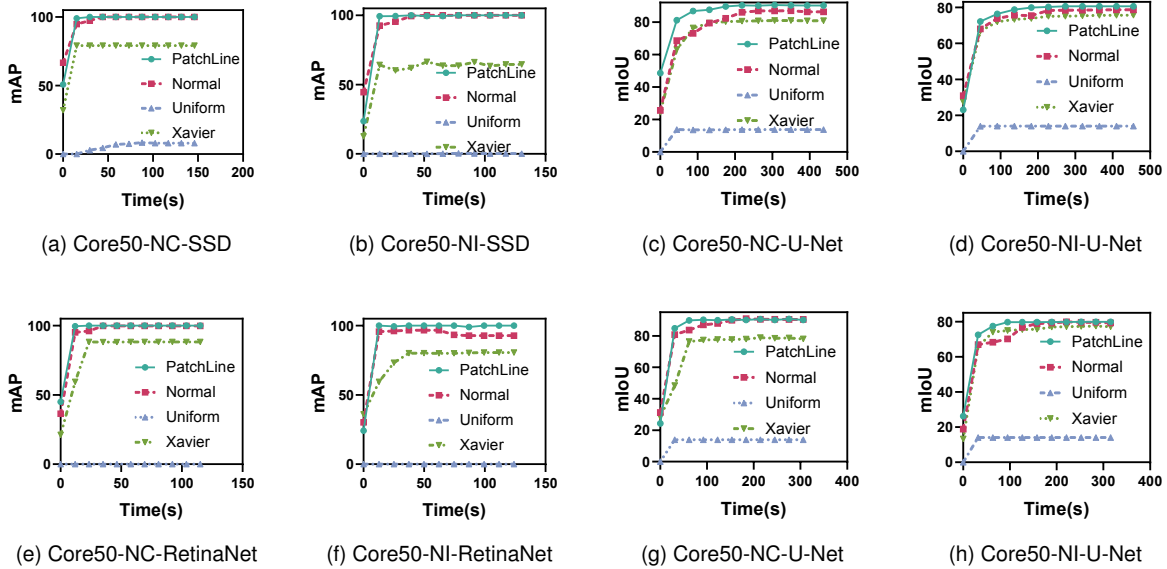 100
50
0
mAP
PatchLine
Normal
Uniform
Xavier
0 50 100 150 200
Time(s)
(a) Core50-NC-SSD
100
50
0
mAP
PatchLine
Normal
Uniform
Xavier
0 50 100 150
Time(s)
(b) Core50-NI-SSD
80
60
40
20
0
mIoU
PatchLine
Normal
Uniform
Xavier
0 100 200 300 400 500
Time(s)
(c) Core50-NC-U-Net
80
60
40
20
0
mIoU
PatchLine
Normal
Uniform
Xavier
0 100 200 300 400 500
Time(s)
(d) Core50-NI-U-Net
100
50
0
mAP
PatchLine
Normal
Uniform
Xavier
0 50 100 150
Time(s)
(e) Core50-NC-RetinaNet
100
50
0
mAP
PatchLine
Normal
Uniform
Xavier
0 50 100 150
Time(s)
(f) Core50-NI-RetinaNet
80
60
40
20
0
mIoU
PatchLine
Normal
Uniform
Xavier
0 100 200 300 400
Time(s)
(g) Core50-NC-U-Net
80
60
40
20
0
mIoU
PatchLine
Normal
Uniform
Xavier
0 100 200 300 400
Time(s)
(h) Core50-NI-U-Net